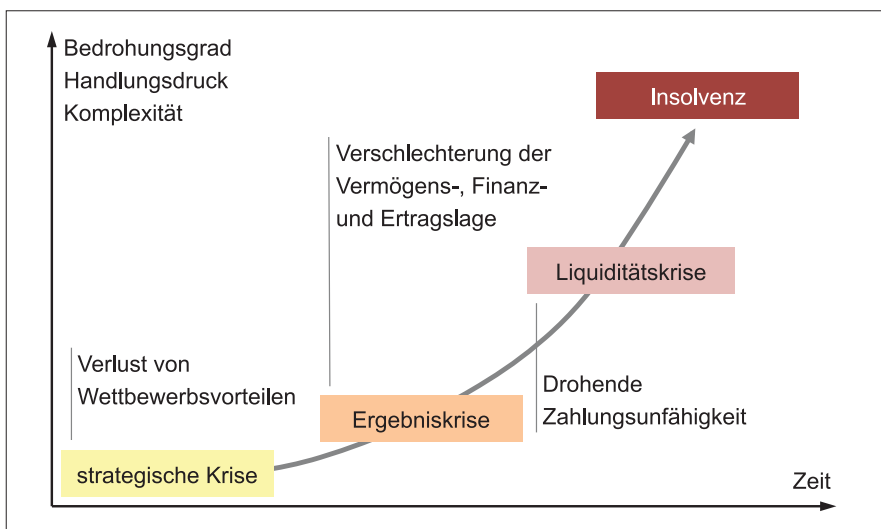 Bedrohungsgrad
Handlungsdruck
Komplexität
Insolvenz
Verschlechterung der
Vermögens-, Finanz-
und Ertragslage
Liquiditätskrise
Verlust von
Wettbewerbsvorteilen
Drohende
Zahlungsunfähigkeit
Ergebniskrise
strategische Krise
Zeit